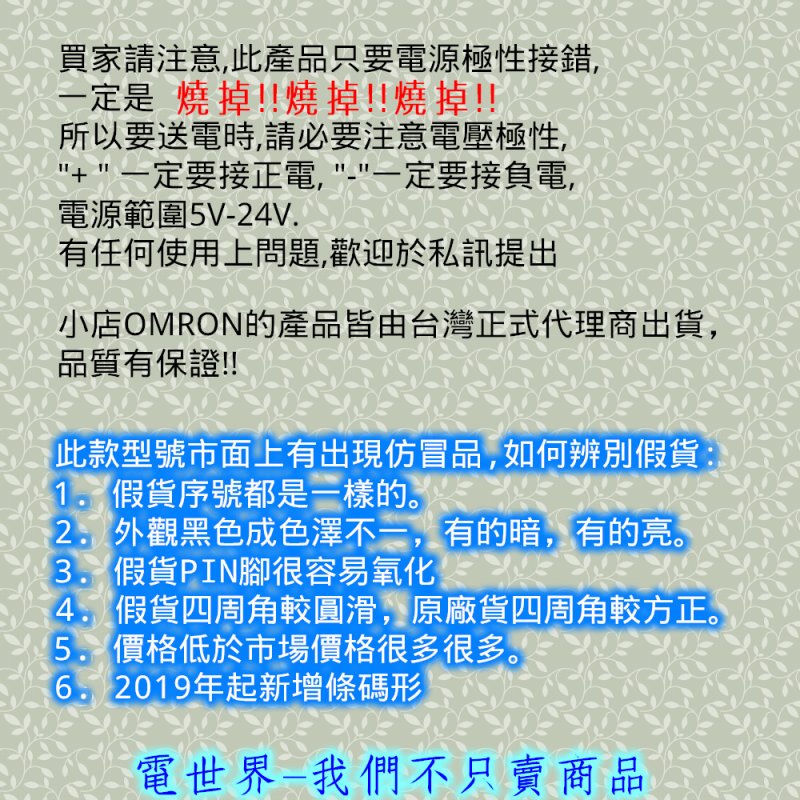 買家請注意,此產品只要電源極性接錯,
一定是 燒掉!!燒掉!!燒掉!!
所以要送電時,請必要注意電壓極性,
"+ " 一定要接正電, "-"一定要接負電,
電源範圍5V-24V.
有任何使用上問題,歡迎於私訊提出
小店OMRON的產品皆由台灣正式代理商出貨，
品質有保證!!
此款型號市面上有出現仿冒品,如何辨別假貨:
1. 假貨序號都是一樣的。
2. 外觀黑色成色澤不一，有的暗，有的亮。
3. 假貨PIN腳很容易氧化
4. 假貨四周角較圓滑，原廠貨四周角較方正。
5. 價格低於市場價格很多很多。
6. 2019年起新增條碼形
電世界–我們不只賣商品